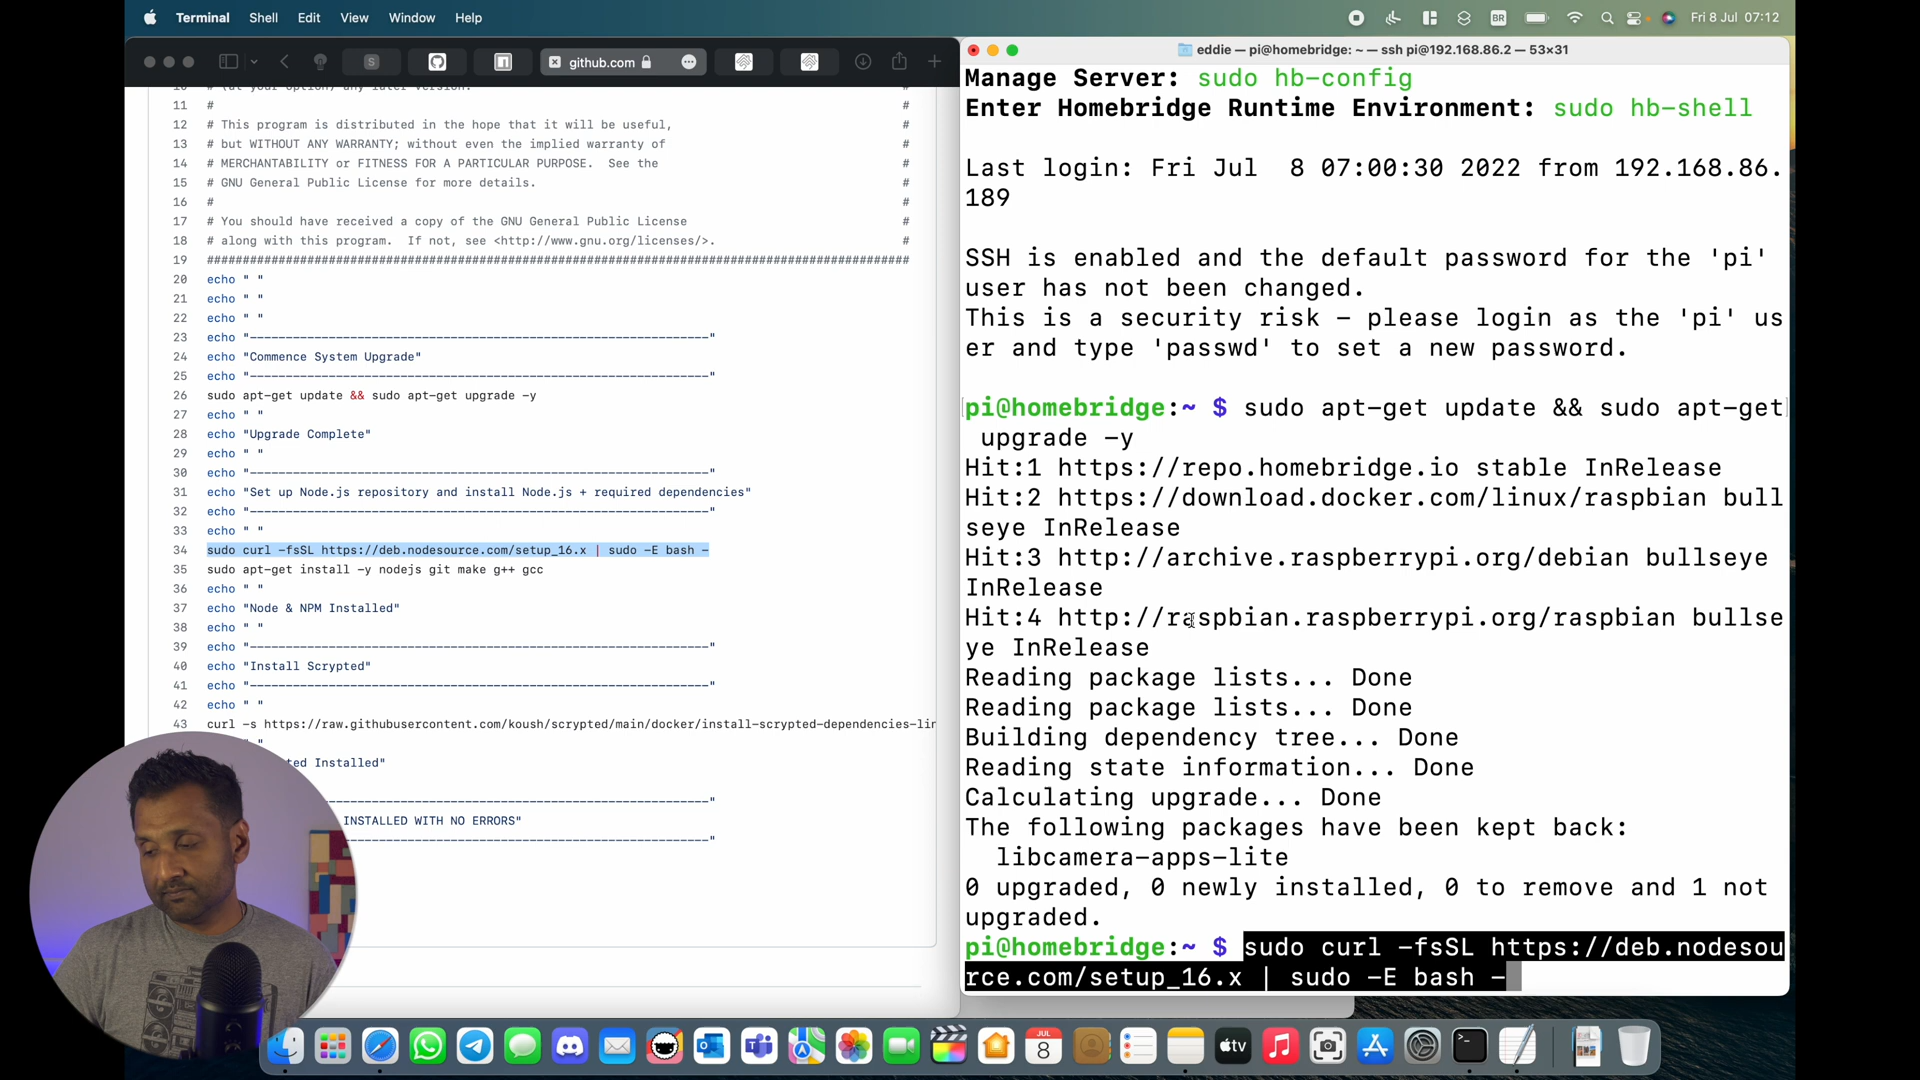 Terminal Shell Edit View Window Help
BR Fri 8 Jul 07:12
S github.com
10 # (at your option) any later version. #
11 # #
12 # This program is distributed in the hope that it will be useful, #
13 # but WITHOUT ANY WARRANTY; without even the implied warranty of #
14 # MERCHANTABILITY or FITNESS FOR A PARTICULAR PURPOSE.  See the #
15 # GNU General Public License for more details. #
16 # #
17 # You should have received a copy of the GNU General Public License #
18 # along with this program.  If not, see <http://www.gnu.org/licenses/>. #
19 ##################################################################################################
20 echo " "
21 echo " "
22 echo " "
23 echo "----------------------------------------------------------------"
24 echo "Commence System Upgrade"
25 echo "----------------------------------------------------------------"
26 sudo apt-get update && sudo apt-get upgrade -y
27 echo " "
28 echo "Upgrade Complete"
29 echo " "
30 echo "----------------------------------------------------------------"
31 echo "Set up Node.js repository and install Node.js + required dependencies"
32 echo "----------------------------------------------------------------"
33 echo " "
34 sudo curl -fsSL https://deb.nodesource.com/setup_16.x | sudo -E bash -
35 sudo apt-get install -y nodejs git make g++ gcc
36 echo " "
37 echo "Node & NPM Installed"
38 echo " "
39 echo "----------------------------------------------------------------"
40 echo "Install Scrypted"
41 echo "----------------------------------------------------------------"
42 echo " "
43 curl -s https://raw.githubusercontent.com/koush/scrypted/main/docker/install-scrypted-dependencies-lin
"
ted Installed"
----------------------------------------------------------------"
INSTALLED WITH NO ERRORS"
----------------------------------------------------------------"
eddie — pi@homebridge: ~ — ssh pi@192.168.86.2 — 53×31
Manage Server: sudo hb-config
Enter Homebridge Runtime Environment: sudo hb-shell
Last login: Fri Jul  8 07:00:30 2022 from 192.168.86.
189
SSH is enabled and the default password for the 'pi'
user has not been changed.
This is a security risk - please login as the 'pi' us
er and type 'passwd' to set a new password.
pi@homebridge:~ $ sudo apt-get update && sudo apt-get
upgrade -y
Hit:1 https://repo.homebridge.io stable InRelease
Hit:2 https://download.docker.com/linux/raspbian bull
seye InRelease
Hit:3 http://archive.raspberrypi.org/debian bullseye
InRelease
Hit:4 http://raspbian.raspberrypi.org/raspbian bullse
ye InRelease
Reading package lists... Done
Reading package lists... Done
Building dependency tree... Done
Reading state information... Done
Calculating upgrade... Done
The following packages have been kept back:
libcamera-apps-lite
0 upgraded, 0 newly installed, 0 to remove and 1 not
upgraded.
pi@homebridge:~ $ sudo curl -fsSL https://deb.nodesou
rce.com/setup_16.x | sudo -E bash -
JUL
8
tv